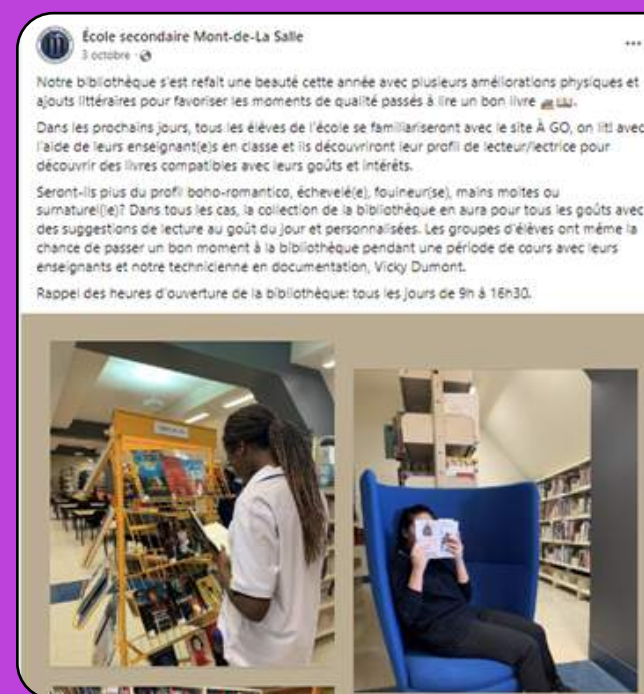 École secondaire Mont-de-La Salle
3 octobre
Notre bibliothèque s'est refait une beauté cette année avec plusieurs améliorations physiques et
ajouts littéraires pour favoriser les moments de qualité passés à lire un bon livre
Dans les prochains jours, tous les élèves de l'école se familiariseront avec le site À GO, on lit! avec
l'aide de leurs enseignant(e)s en classe et ils découvriront leur profil de lecteur/lectrice pour
découvrir des livres compatibles avec leurs goûts et intérêts.
Seront-ils plus du profil boho-romantico, échevelé(e), fouineur(se), mains moites ou
surnaturel(le)? Dans tous les cas, la collection de la bibliothèque en aura pour tous les goûts avec
des suggestions de lecture au goût du jour et personnalisées. Les groupes d'élèves ont même la
chance de passer un bon moment à la bibliothèque pendant une période de cours avec leurs
enseignants et notre technicienne en documentation, Vicky Dumont.
Rappel des heures d'ouverture de la bibliothèque: tous les jours de 9h à 16h30.